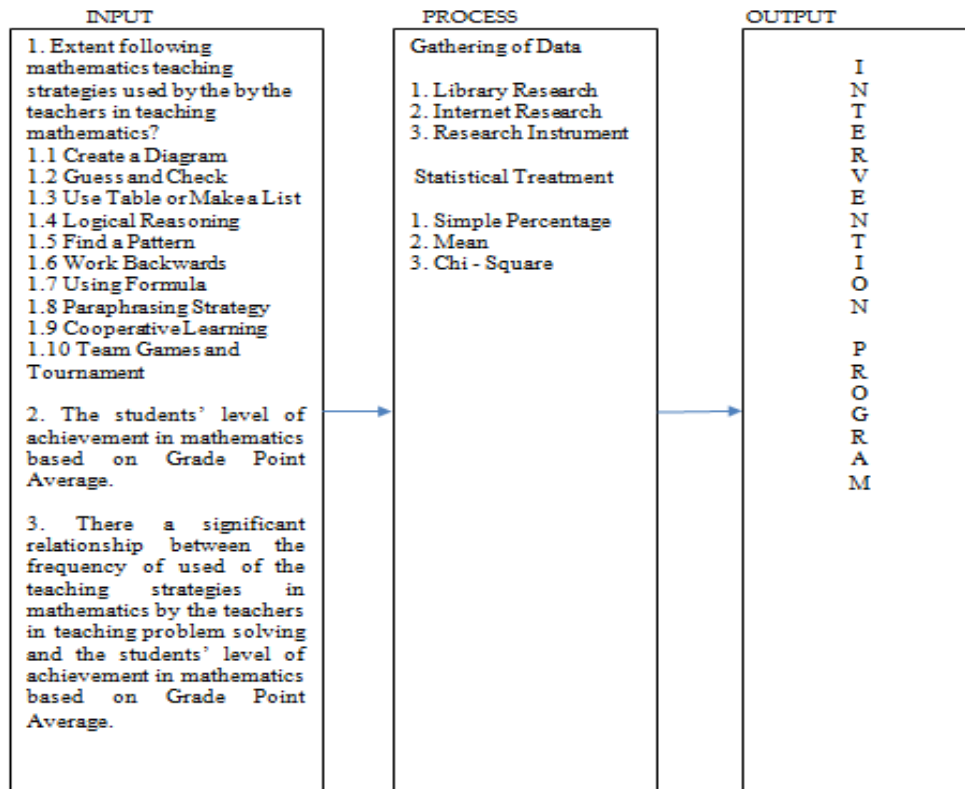 INPUT
1. Extent following
mathematics teaching
strategies used by the by the
teachers in teaching
mathematics?
1.1 Create a Diagram
1.2 Guess and Check
1.3 Use Table or Make a List
1.4 Logical Reasoning
1.5 Find a Pattern
1.6 Work Backwards
1.7 Using Formula
1.8 Paraphrasing Strategy
1.9 Cooperative Learning
1.10 Team Games and
Tournament
2. The students’ level of
achievement in mathematics
based on Grade Point
Average.
3. There a significant
relationship between the
frequency of used of the
teaching strategies in
mathematics by the teachers
in teaching problem solving
and the students’ level of
achievement in mathematics
based on Grade Point
Average.
PROCESS
Gathering of Data
1. Library Research
2. Internet Research
3. Research Instrument
Statistical Treatment
1. Simple Percentage
2. Mean
3. Chi - Square
OUTPUT
I
N
T
E
R
V
E
N
T
I
O
N
P
R
O
G
R
A
M